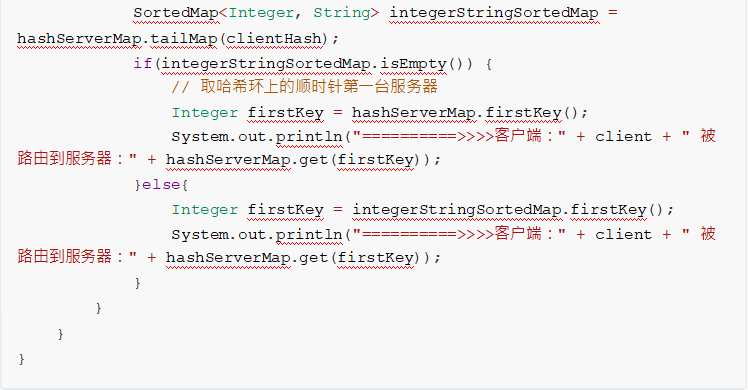 SortedMap<Integer, String> integerStringSortedMap =
hashServerMap.tailMap(clientHash);
if(integerStringSortedMap.isEmpty()) {
// 取哈希环上的顺时针第一台服务器
Integer firstKey = hashServerMap.firstKey();
System.out.println("==========>>>>客户端：" + client + " 被
路由到服务器：" + hashServerMap.get(firstKey));
}else{
Integer firstKey = integerStringSortedMap.firstKey();
System.out.println("==========>>>>客户端：" + client + " 被
路由到服务器：" + hashServerMap.get(firstKey));
}
}
}
}